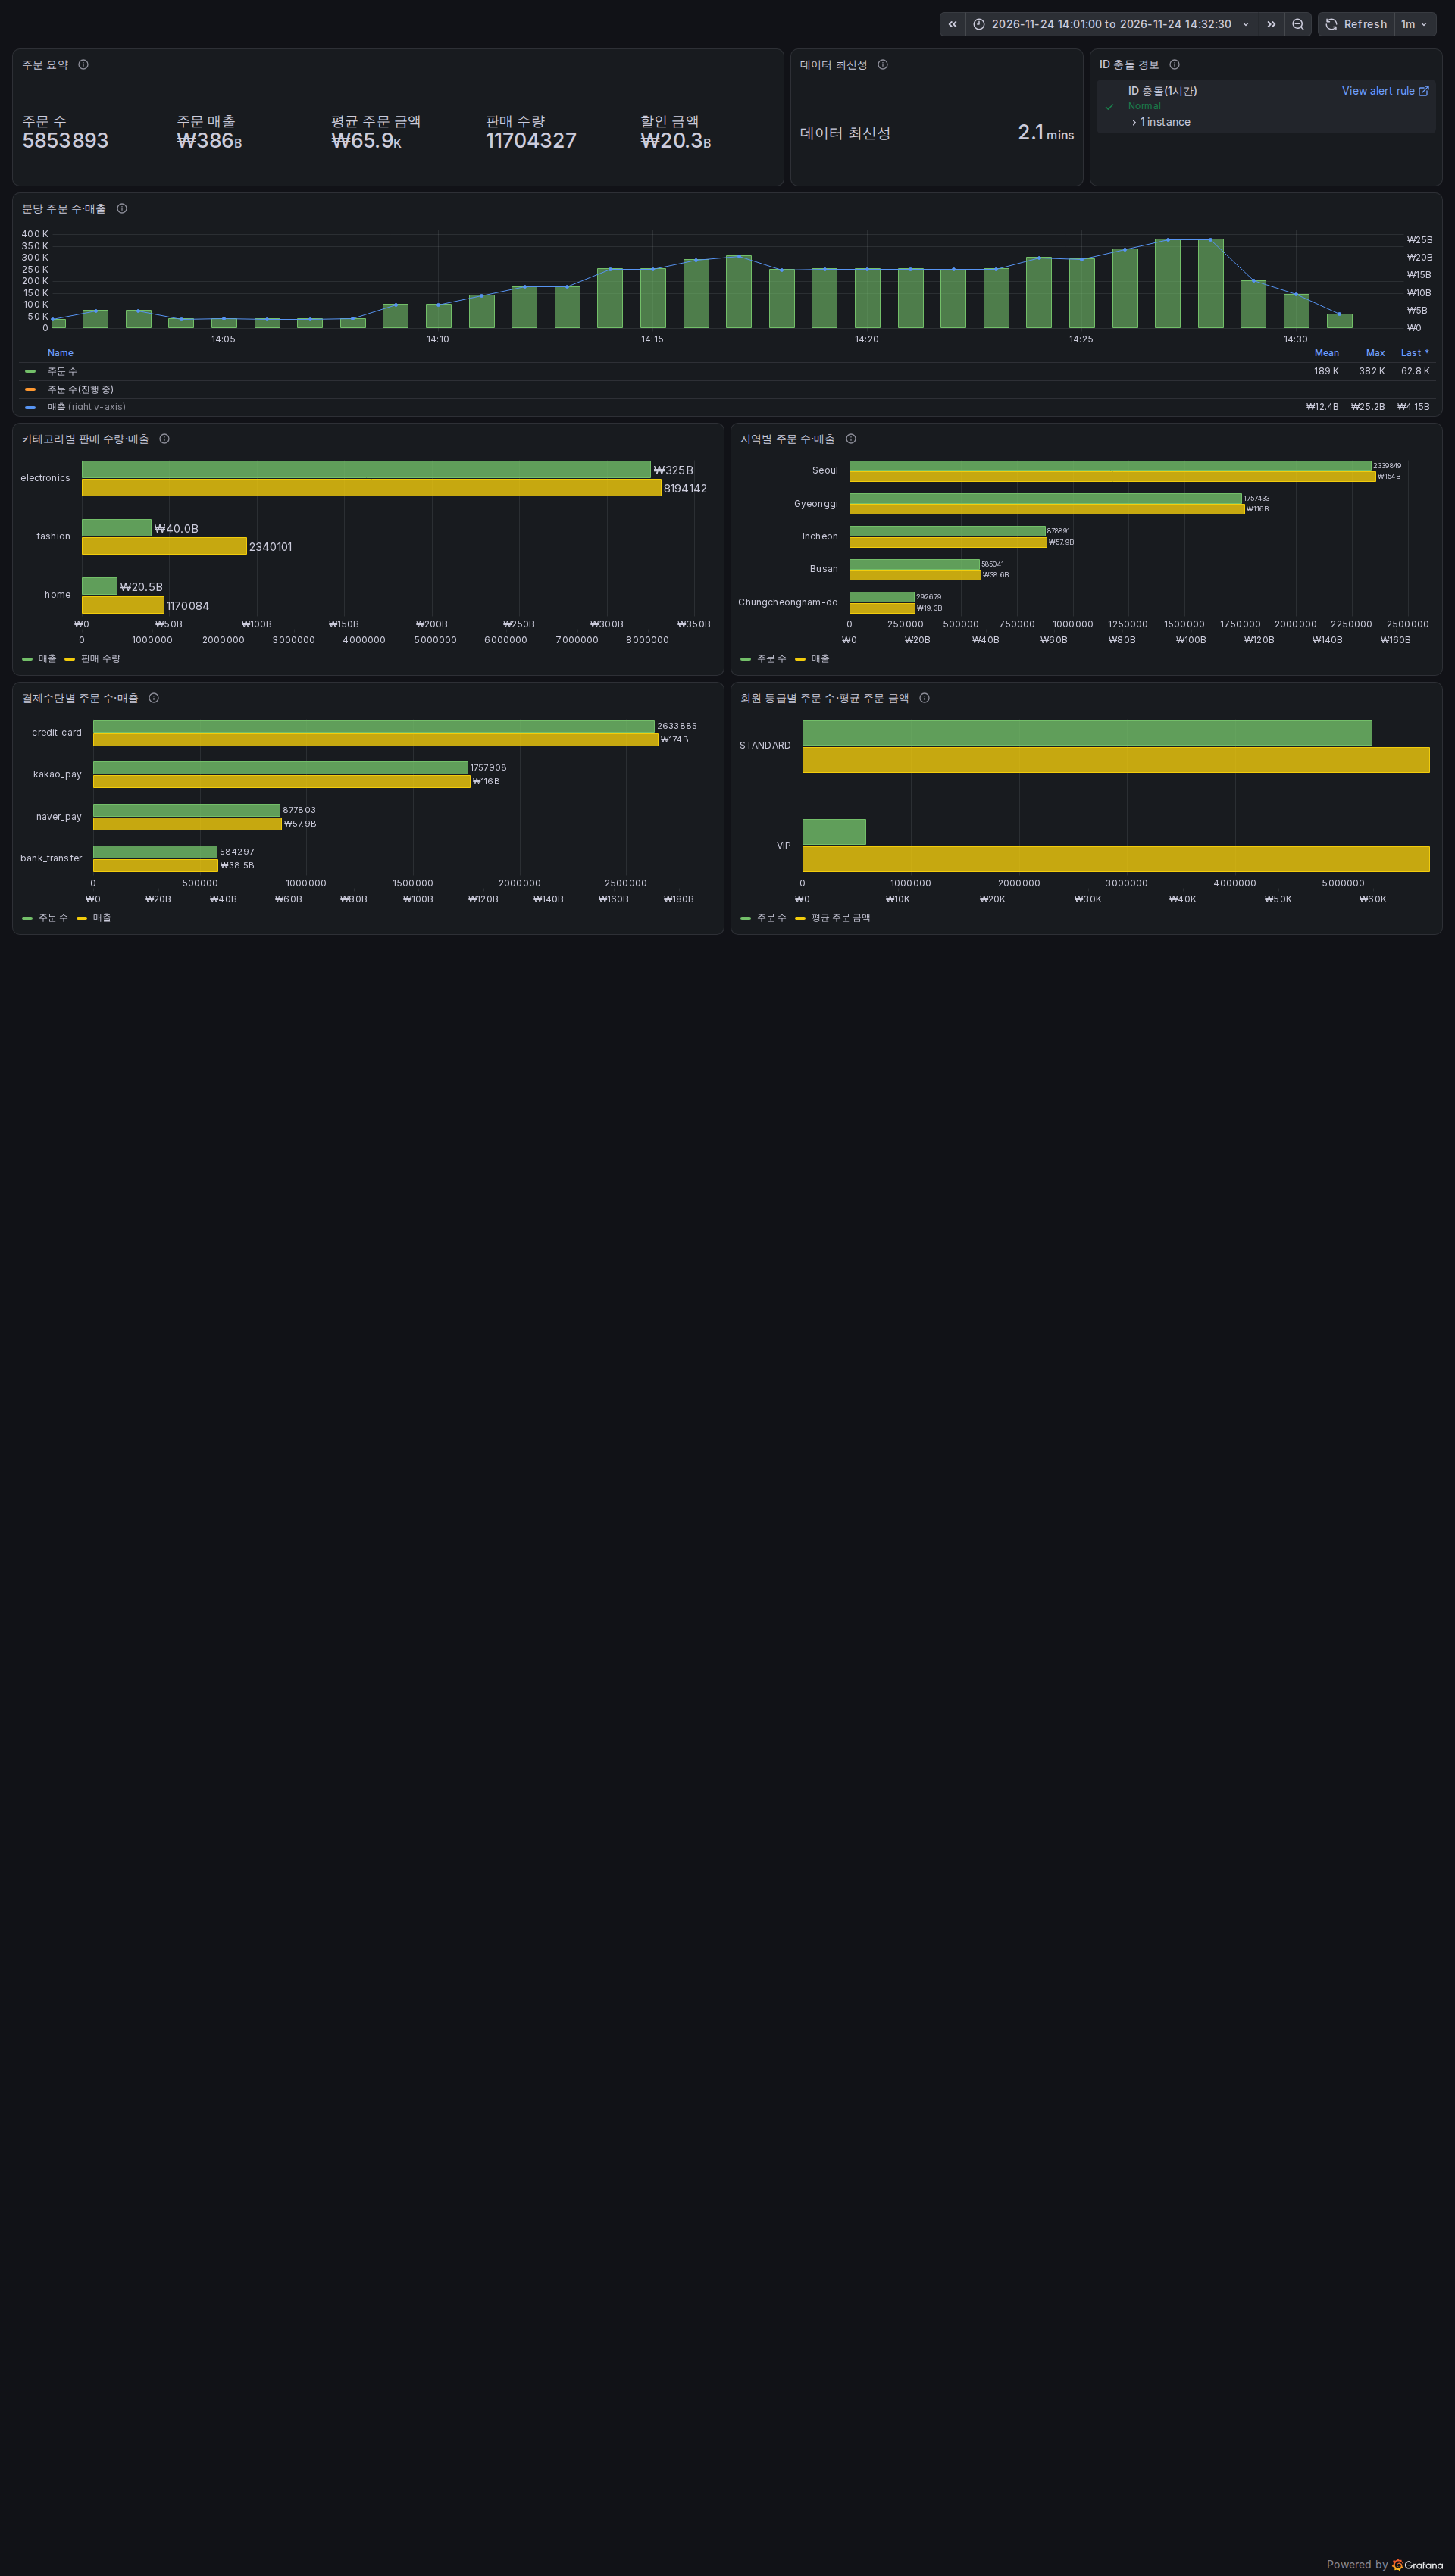 2026-11-24 14:01:00 to 2026-11-24 14:32:30
Refresh
1m
주문 요약
주문 수
5853893
주문 매출
₩386B
평균 주문 금액
₩65.9K
판매 수량
11704327
할인 금액
₩20.3B
데이터 최신성
데이터 최신성
2.1 mins
ID 충돌 경보
ID 충돌(1시간)
View alert rule
Normal
1 instance
분당 주문 수·매출
400 K
350 K
300 K
250 K
200 K
150 K
100 K
50 K
0
₩25B
₩20B
₩15B
₩10B
₩5B
₩0
14:05 14:10 14:15 14:20 14:25 14:30
Name Mean Max Last *
주문 수 189 K 382 K 62.8 K
주문 수(진행 중)
매출 (right y-axis) ₩12.4B ₩25.2B ₩4.15B
카테고리별 판매 수량·매출
electronics
₩325B
8194142
fashion
₩40.0B
2340101
home
₩20.5B
1170084
₩0 ₩50B ₩100B ₩150B ₩200B ₩250B ₩300B ₩350B
0 1000000 2000000 3000000 4000000 5000000 6000000 7000000 8000000
매출 판매 수량
지역별 주문 수·매출
Seoul
2339849
₩154B
Gyeonggi
1757433
₩116B
Incheon
878891
₩57.9B
Busan
585041
₩38.6B
Chungcheongnam-do
292679
₩19.3B
0 250000 500000 750000 1000000 1250000 1500000 1750000 2000000 2250000 2500000
₩0 ₩20B ₩40B ₩60B ₩80B ₩100B ₩120B ₩140B ₩160B
주문 수 매출
결제수단별 주문 수·매출
credit_card
2633885
₩174B
kakao_pay
1757908
₩116B
naver_pay
877803
₩57.9B
bank_transfer
584297
₩38.5B
0 500000 1000000 1500000 2000000 2500000
₩0 ₩20B ₩40B ₩60B ₩80B ₩100B ₩120B ₩140B ₩160B ₩180B
주문 수 매출
회원 등급별 주문 수·평균 주문 금액
STANDARD
VIP
0 1000000 2000000 3000000 4000000 5000000
₩0 ₩10K ₩20K ₩30K ₩40K ₩50K ₩60K
주문 수 평균 주문 금액
Powered by Grafana